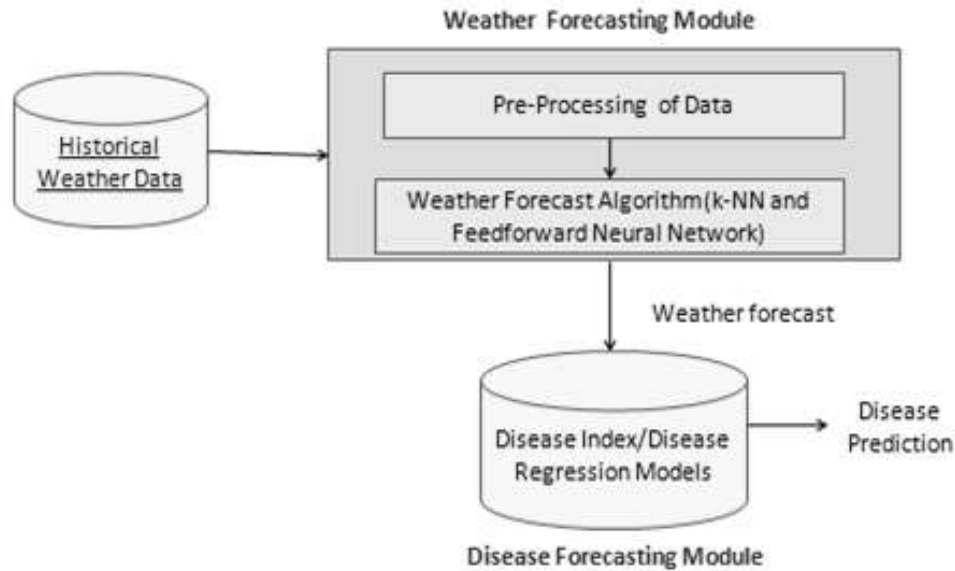 Weather Forecasting Module
Historical
Weather Data
Pre-Processing of Data
Weather Forecast Algorithm(k-NN and
Feedforward Neural Network)
Weather forecast
Disease Index/Disease
Regression Models
Disease
Prediction
Disease Forecasting Module